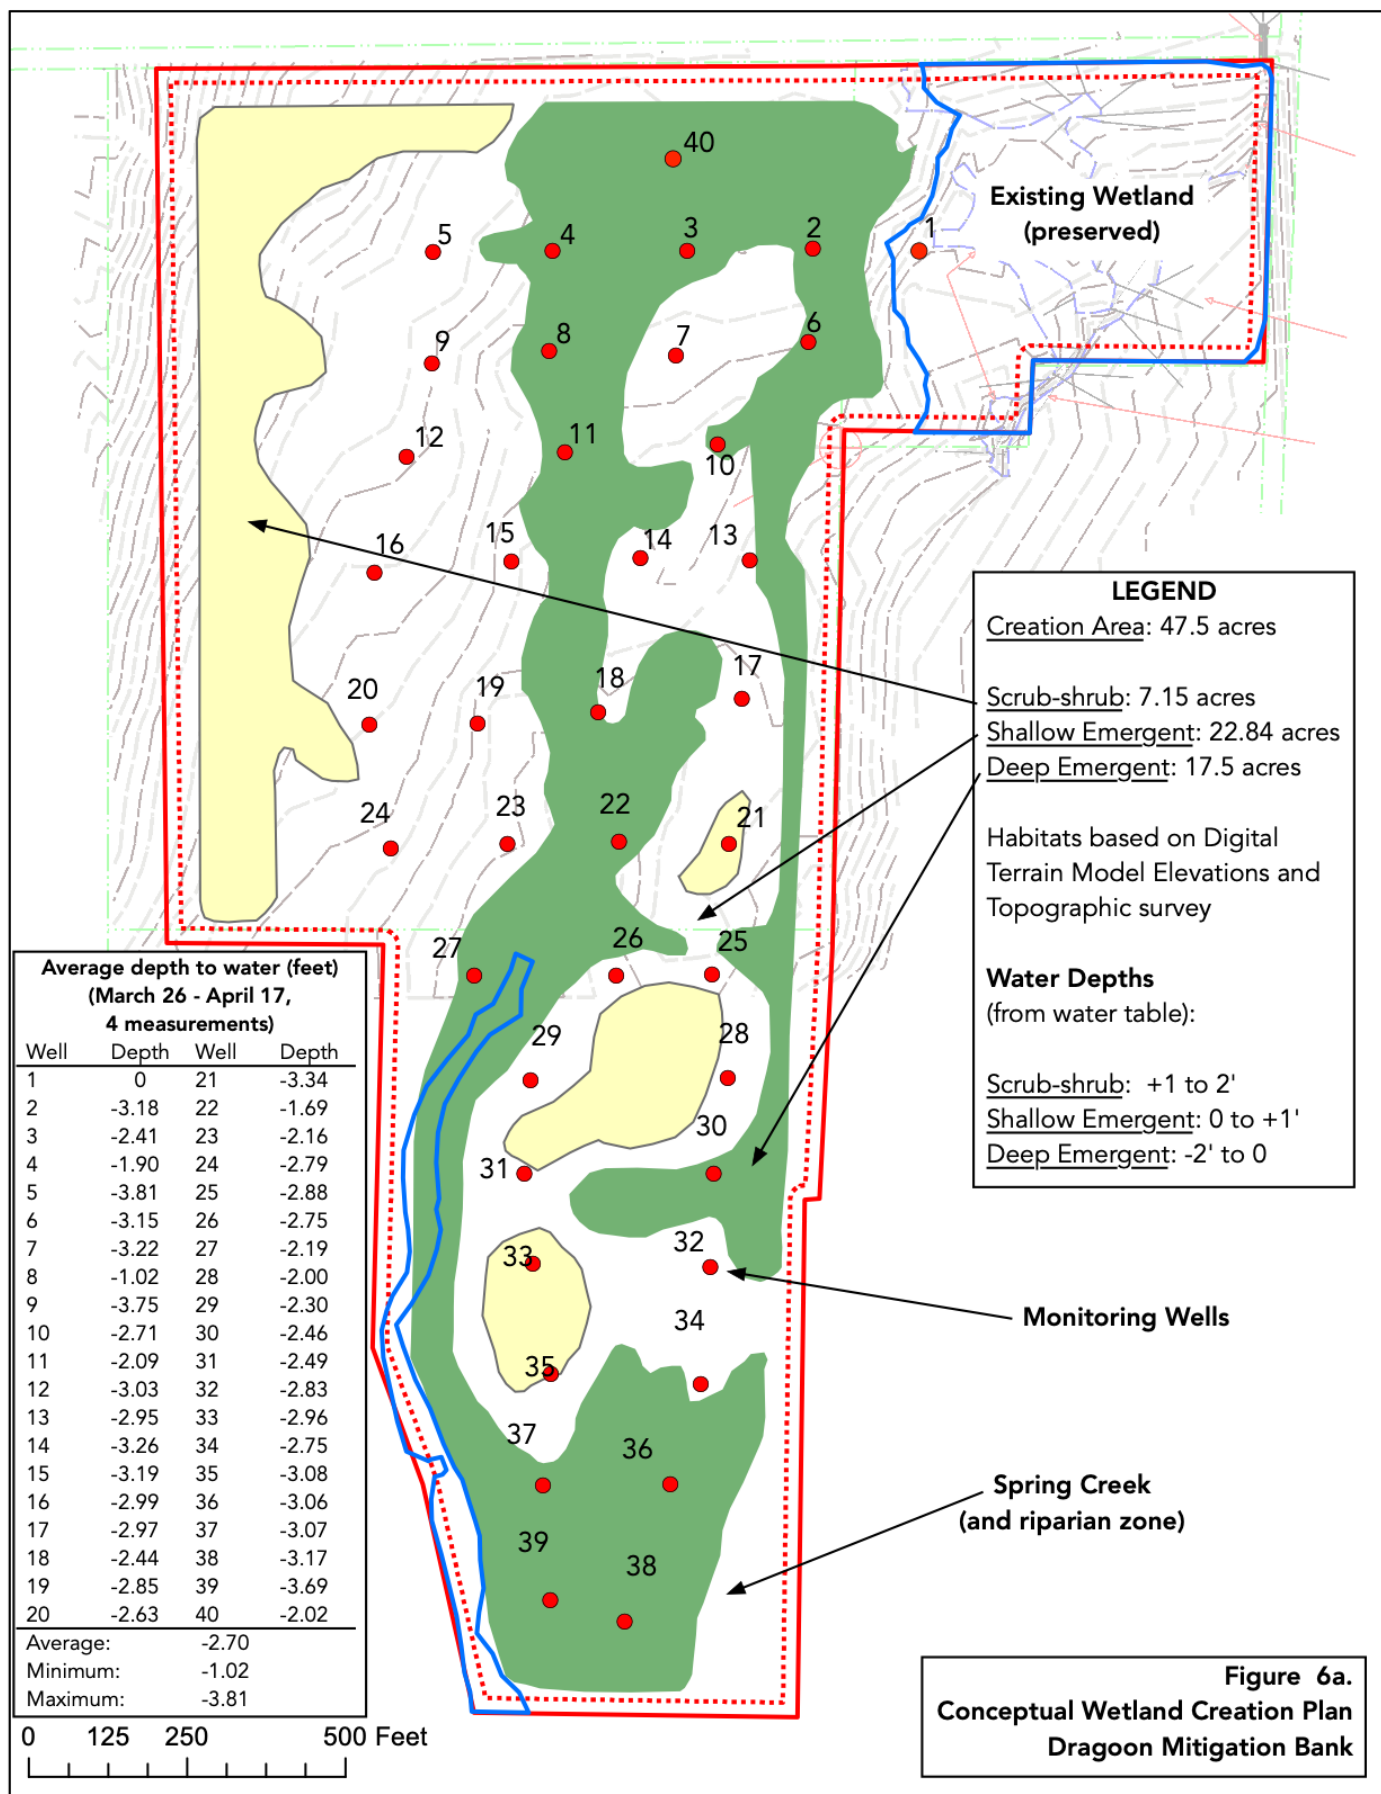 40
Existing Wetland
(preserved)
5
4
3
2
1
9
8
7
6
12
11
10
16
15
14
13
20
19
18
17
24
23
22
21
27
26
25
29
28
31
30
33
32
35
34
37
36
39
38
LEGEND
Creation Area: 47.5 acres
Scrub-shrub: 7.15 acres
Shallow Emergent: 22.84 acres
Deep Emergent: 17.5 acres
Habitats based on Digital
Terrain Model Elevations and
Topographic survey
Water Depths
(from water table):
Scrub-shrub: +1 to 2'
Shallow Emergent: 0 to +1'
Deep Emergent: -2' to 0
Monitoring Wells
Spring Creek
(and riparian zone)
Average depth to water (feet)
(March 26 - April 17,
4 measurements)
Well Depth Well Depth
1 0 21 -3.34
2 -3.18 22 -1.69
3 -2.41 23 -2.16
4 -1.90 24 -2.79
5 -3.81 25 -2.88
6 -3.15 26 -2.75
7 -3.22 27 -2.19
8 -1.02 28 -2.00
9 -3.75 29 -2.30
10 -2.71 30 -2.46
11 -2.09 31 -2.49
12 -3.03 32 -2.83
13 -2.95 33 -2.96
14 -3.26 34 -2.75
15 -3.19 35 -3.08
16 -2.99 36 -3.06
17 -2.97 37 -3.07
18 -2.44 38 -3.17
19 -2.85 39 -3.69
20 -2.63 40 -2.02
Average: -2.70
Minimum: -1.02
Maximum: -3.81
0 125 250 500 Feet
Figure 6a.
Conceptual Wetland Creation Plan
Dragoon Mitigation Bank